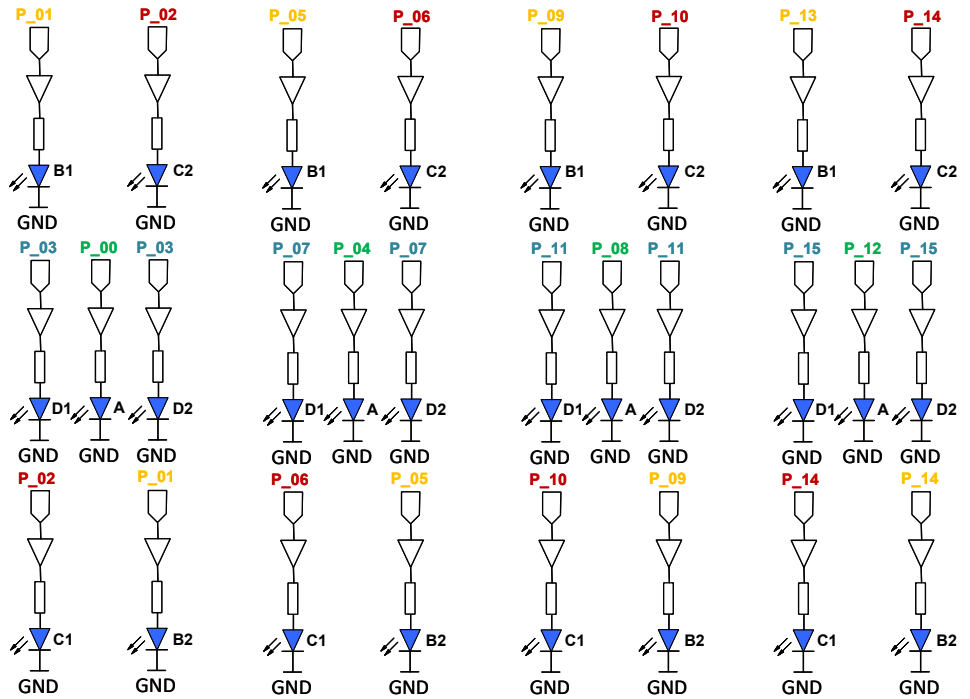 P_01 P_02 P_05 P_06 P_09 P_10 P_13 P_14
B1 C2 B1 C2 B1 C2 B1 C2
GND GND GND GND GND GND GND GND
P_03 P_00 P_03 P_07 P_04 P_07 P_11 P_08 P_11 P_15 P_12 P_15
D1 A D2 D1 A D2 D1 A D2 D1 A D2
GND GND GND GND GND GND GND GND GND GND GND GND
P_02 P_01 P_06 P_05 P_10 P_09 P_14 P_14
C1 B2 C1 B2 C1 B2 C1 B2
GND GND GND GND GND GND GND GND